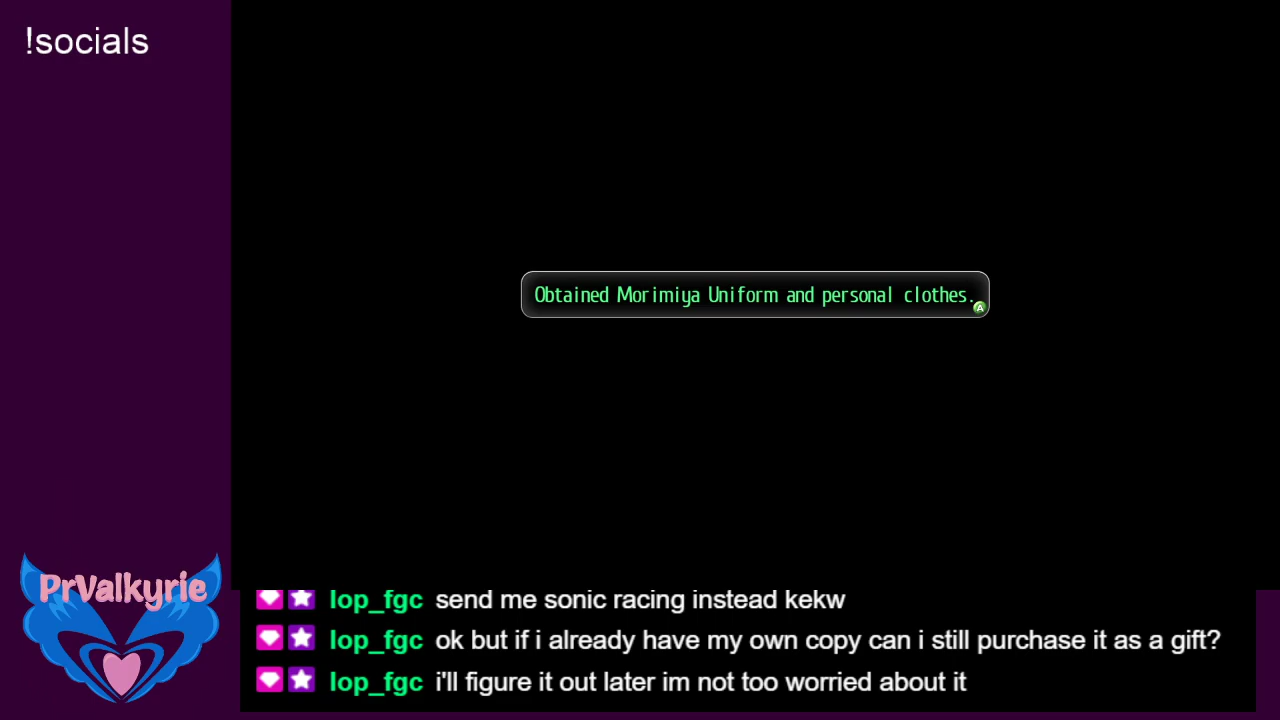 !socials
Obtained Morimiya Uniform and personal clothes.
A
PrValkyrie
lop_fgc send me sonic racing instead kekw
lop_fgc ok but if i already have my own copy can i still purchase it as a gift?
lop_fgc i'll figure it out later im not too worried about it